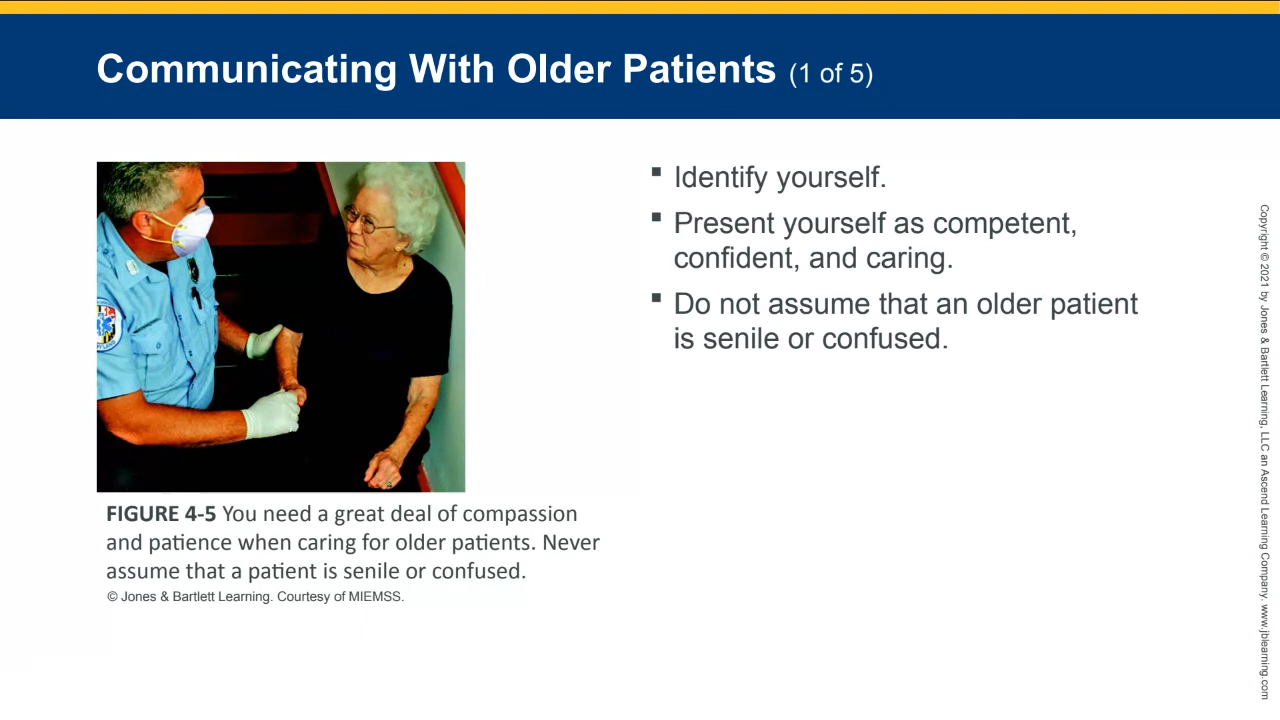 Communicating With Older Patients (1 of 5)
FIGURE 4-5 You need a great deal of compassion
and patience when caring for older patients. Never
assume that a patient is senile or confused.
© Jones & Bartlett Learning. Courtesy of MIEMSS.
▪ Identify yourself.
▪ Present yourself as competent,
confident, and caring.
▪ Do not assume that an older patient
is senile or confused.
Copyright © 2021 by Jones & Bartlett Learning, LLC an Ascend Learning Company. www.jblearning.com